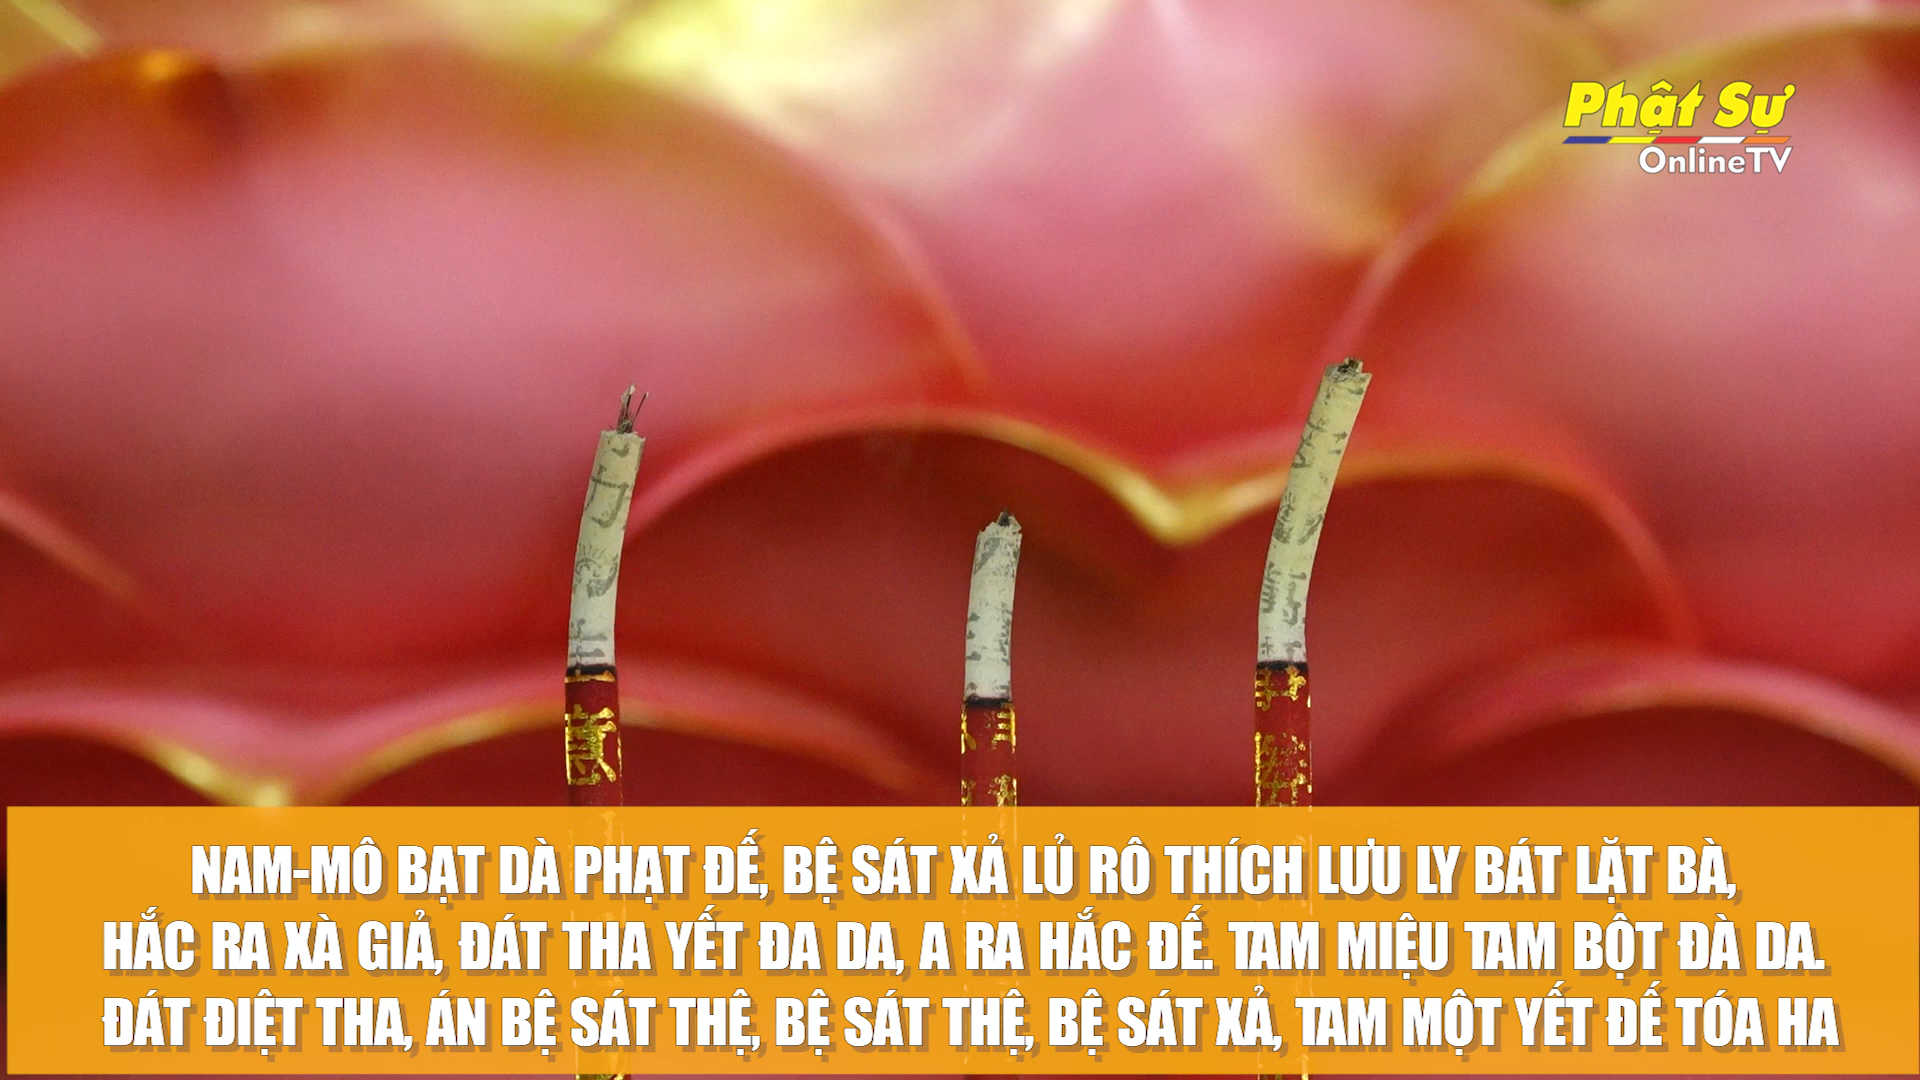 Phật Sự
OnlineTV
NAM-MÔ BẠT DÀ PHẠT ĐẾ, BỆ SÁT XẢ LỦ RÔ THÍCH LƯU LY BÁT LẶT BÀ,
HẮC RA XÀ GIẢ, ĐÁT THA YẾT ĐA DA, A RA HẮC ĐẾ. TAM MIỆU TAM BỘT ĐÀ DA.
ĐÁT ĐIỆT THA, ÁN BỆ SÁT THỆ, BỆ SÁT THỆ, BỆ SÁT XẢ, TAM MỘT YẾT ĐẾ TÓA HA